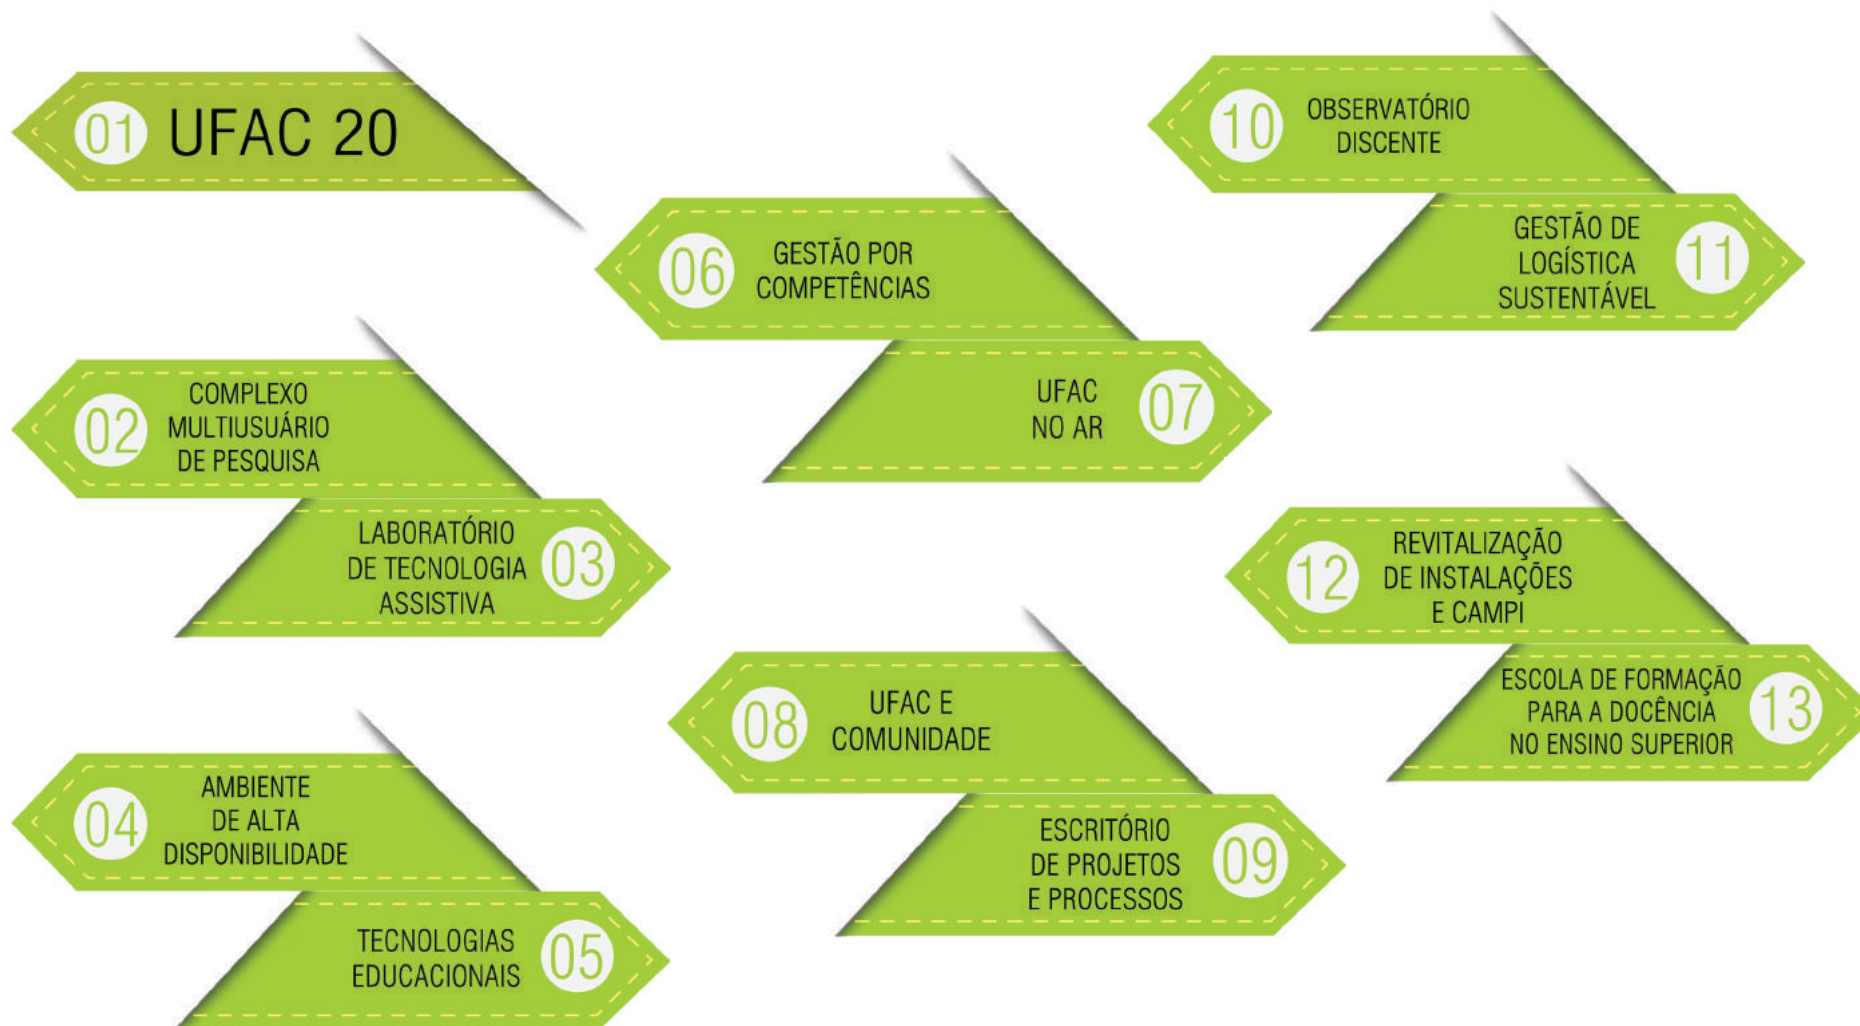 01 UFAC 20
02
COMPLEXO
MULTIUSUÁRIO
DE PESQUISA
LABORATÓRIO
DE TECNOLOGIA
ASSISTIVA
03
04
AMBIENTE
DE ALTA
DISPONIBILIDADE
TECNOLOGIAS
EDUCACIONAIS
05
06
GESTÃO POR
COMPETÊNCIAS
UFAC
NO AR
07
08
UFAC E
COMUNIDADE
ESCRITÓRIO
DE PROJETOS
E PROCESSOS
09
10
OBSERVATÓRIO
DISCENTE
GESTÃO DE
LOGÍSTICA
SUSTENTÁVEL
11
12
REVITALIZAÇÃO
DE INSTALAÇÕES
E CAMPI
ESCOLA DE FORMAÇÃO
PARA A DOCÊNCIA
NO ENSINO SUPERIOR
13